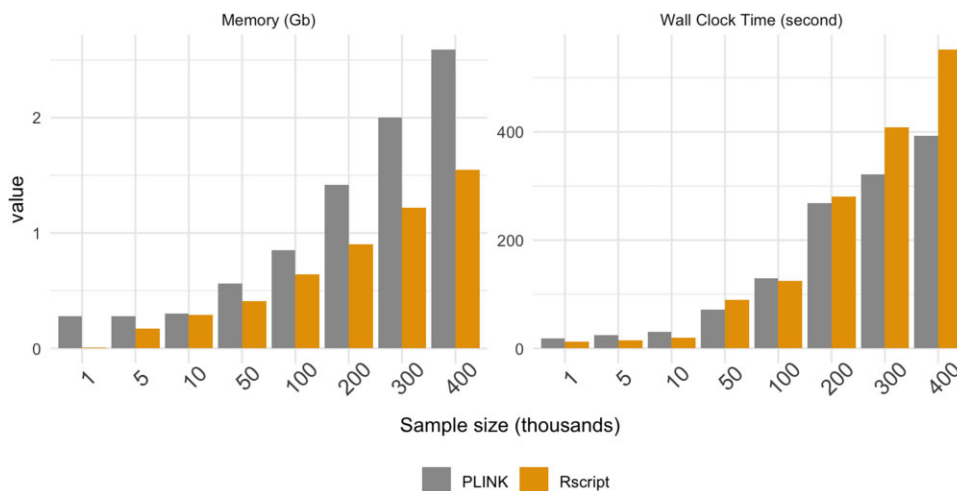 Memory (Gb)
Wall Clock Time (second)
value
2
1
0
400
200
0
1 5 10 50 100 200 300 400
1 5 10 50 100 200 300 400
Sample size (thousands)
PLINK Rscript